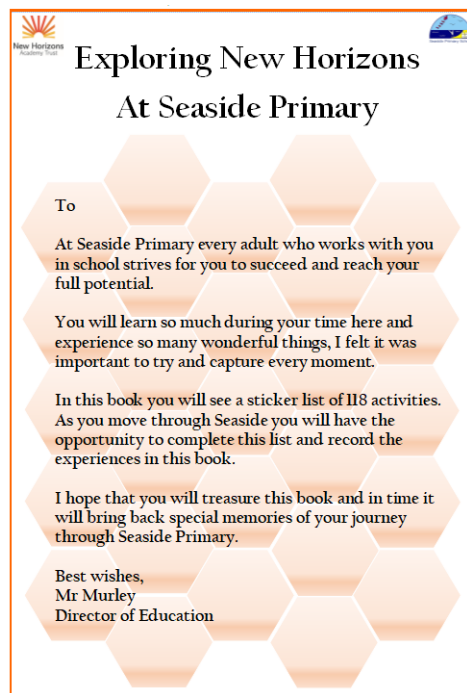 New Horizons
Academy Trust
Exploring New Horizons
At Seaside Primary
To
At Seaside Primary every adult who works with you
in school strives for you to succeed and reach your
full potential.
You will learn so much during your time here and
experience so many wonderful things, I felt it was
important to try and capture every moment.
In this book you will see a sticker list of 118 activities.
As you move through Seaside you will have the
opportunity to complete this list and record the
experiences in this book.
I hope that you will treasure this book and in time it
will bring back special memories of your journey
through Seaside Primary.
Best wishes,
Mr Murley
Director of Education